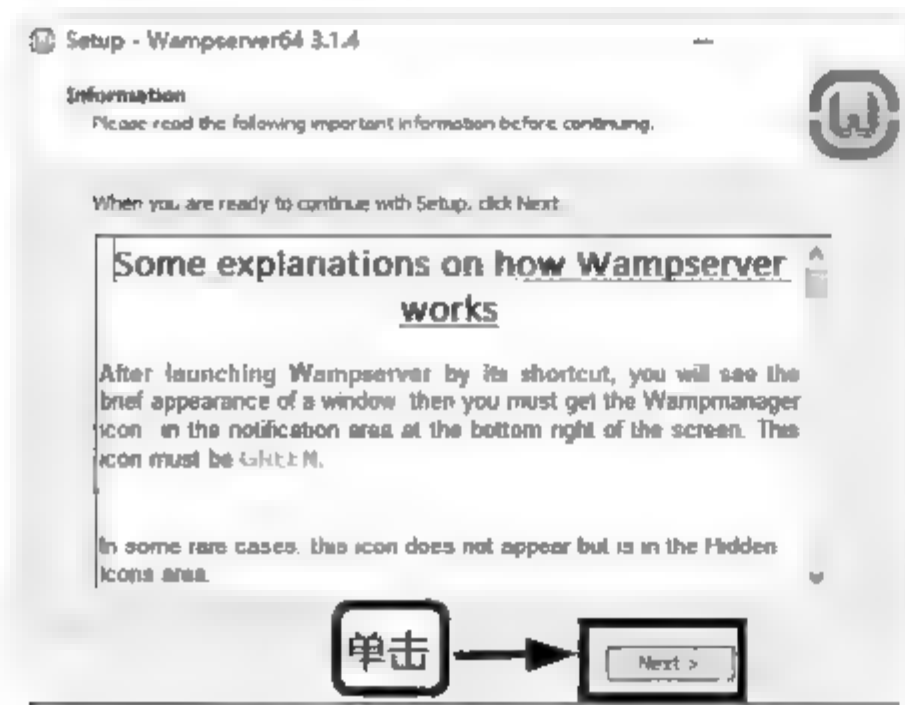 Setup - Wampserver64 3.1.4
Information
Please read the following important information before continuing.
When you are ready to continue with Setup, click Next.
Some explanations on how Wampserver
works
After launching Wampserver by its shortcut, you will see the
brief appearance of a window then you must get the Wampmanager
icon in the notification area at the bottom right of the screen. This
icon must be GREEN.
In some rare cases, this icon does not appear but is in the Hidden
icons area.
单击
Next >